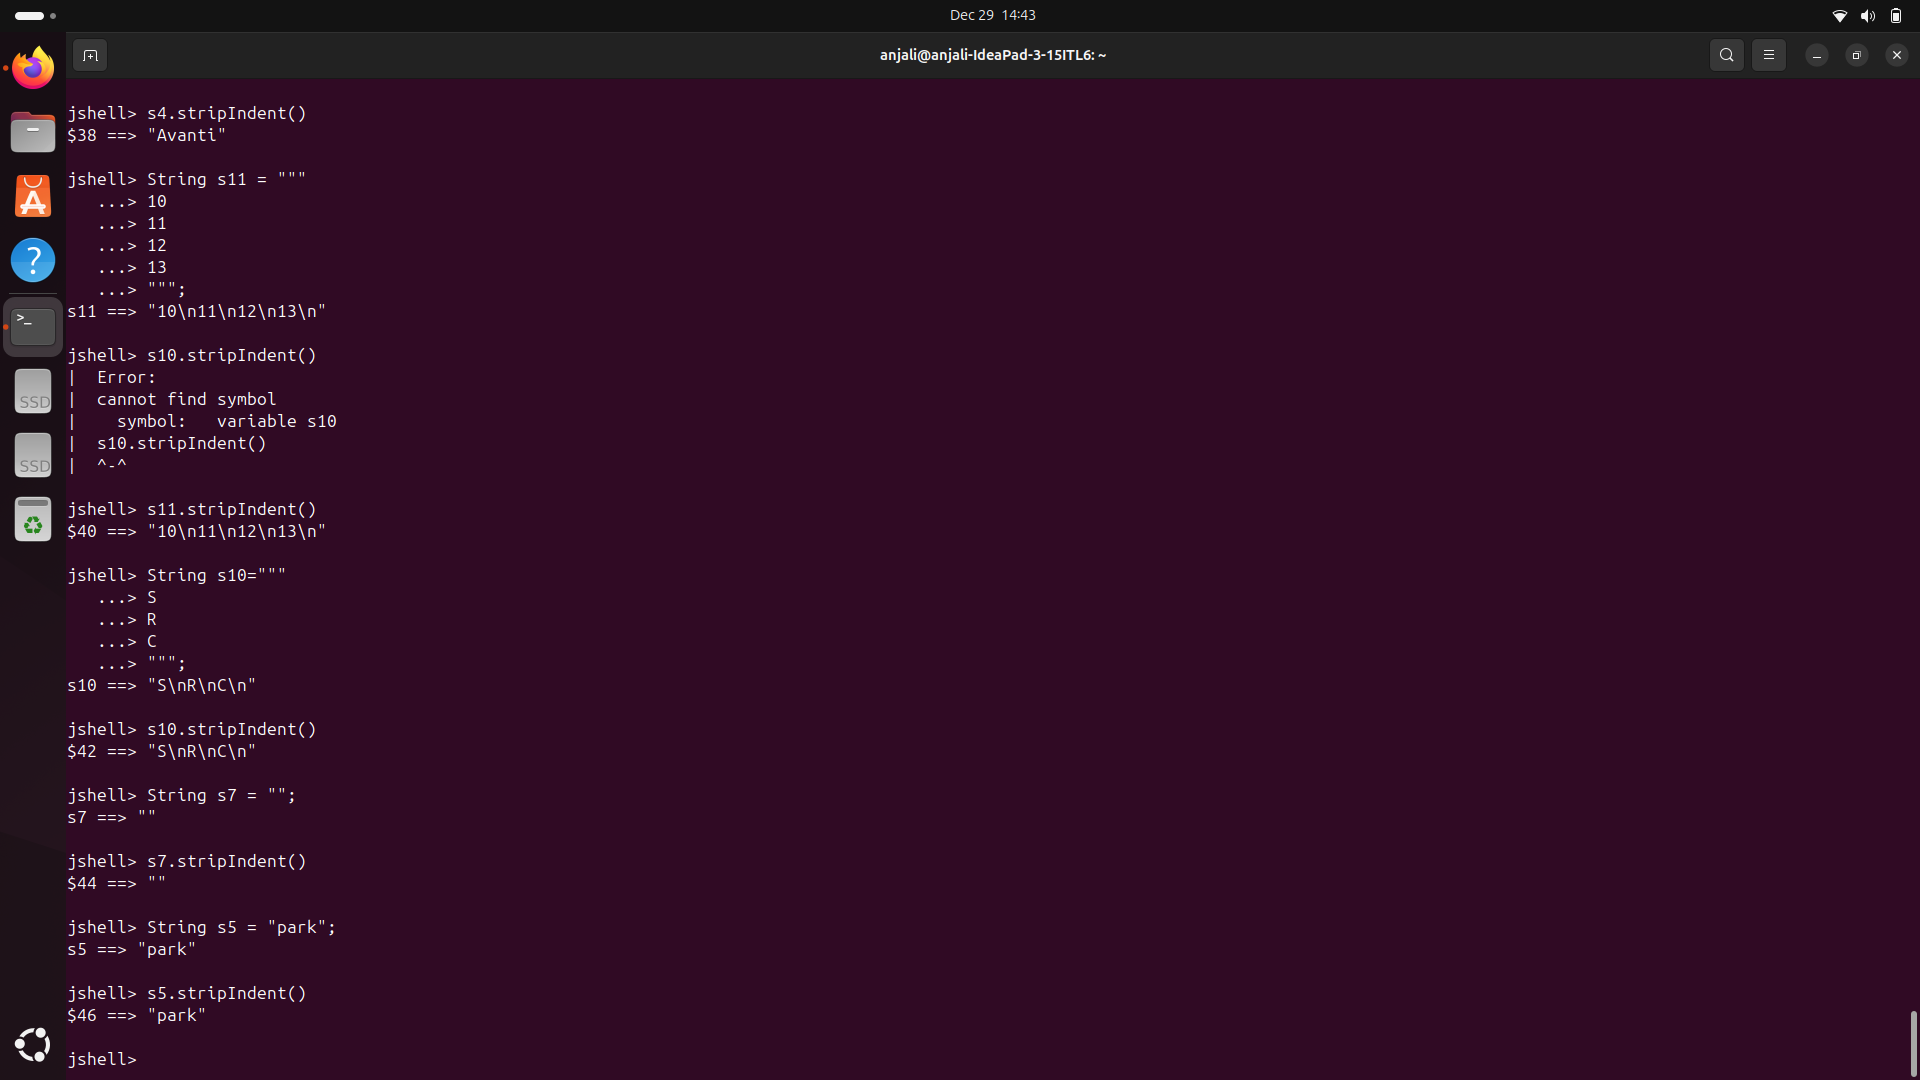 Dec 29  14:43
anjali@anjali-IdeaPad-3-15ITL6: ~
jshell> s4.stripIndent()
$38 ==> "Avanti"
jshell> String s11 = """
   ...> 10
   ...> 11
   ...> 12
   ...> 13
   ...> """;
s11 ==> "10\n11\n12\n13\n"
jshell> s10.stripIndent()
|  Error:
|  cannot find symbol
|    symbol:   variable s10
|  s10.stripIndent()
|  ^-^
jshell> s11.stripIndent()
$40 ==> "10\n11\n12\n13\n"
jshell> String s10="""
   ...> S
   ...> R
   ...> C
   ...> """;
s10 ==> "S\nR\nC\n"
jshell> s10.stripIndent()
$42 ==> "S\nR\nC\n"
jshell> String s7 = "";
s7 ==> ""
jshell> s7.stripIndent()
$44 ==> ""
jshell> String s5 = "park";
s5 ==> "park"
jshell> s5.stripIndent()
$46 ==> "park"
jshell>
?
>_
SSD
SSD